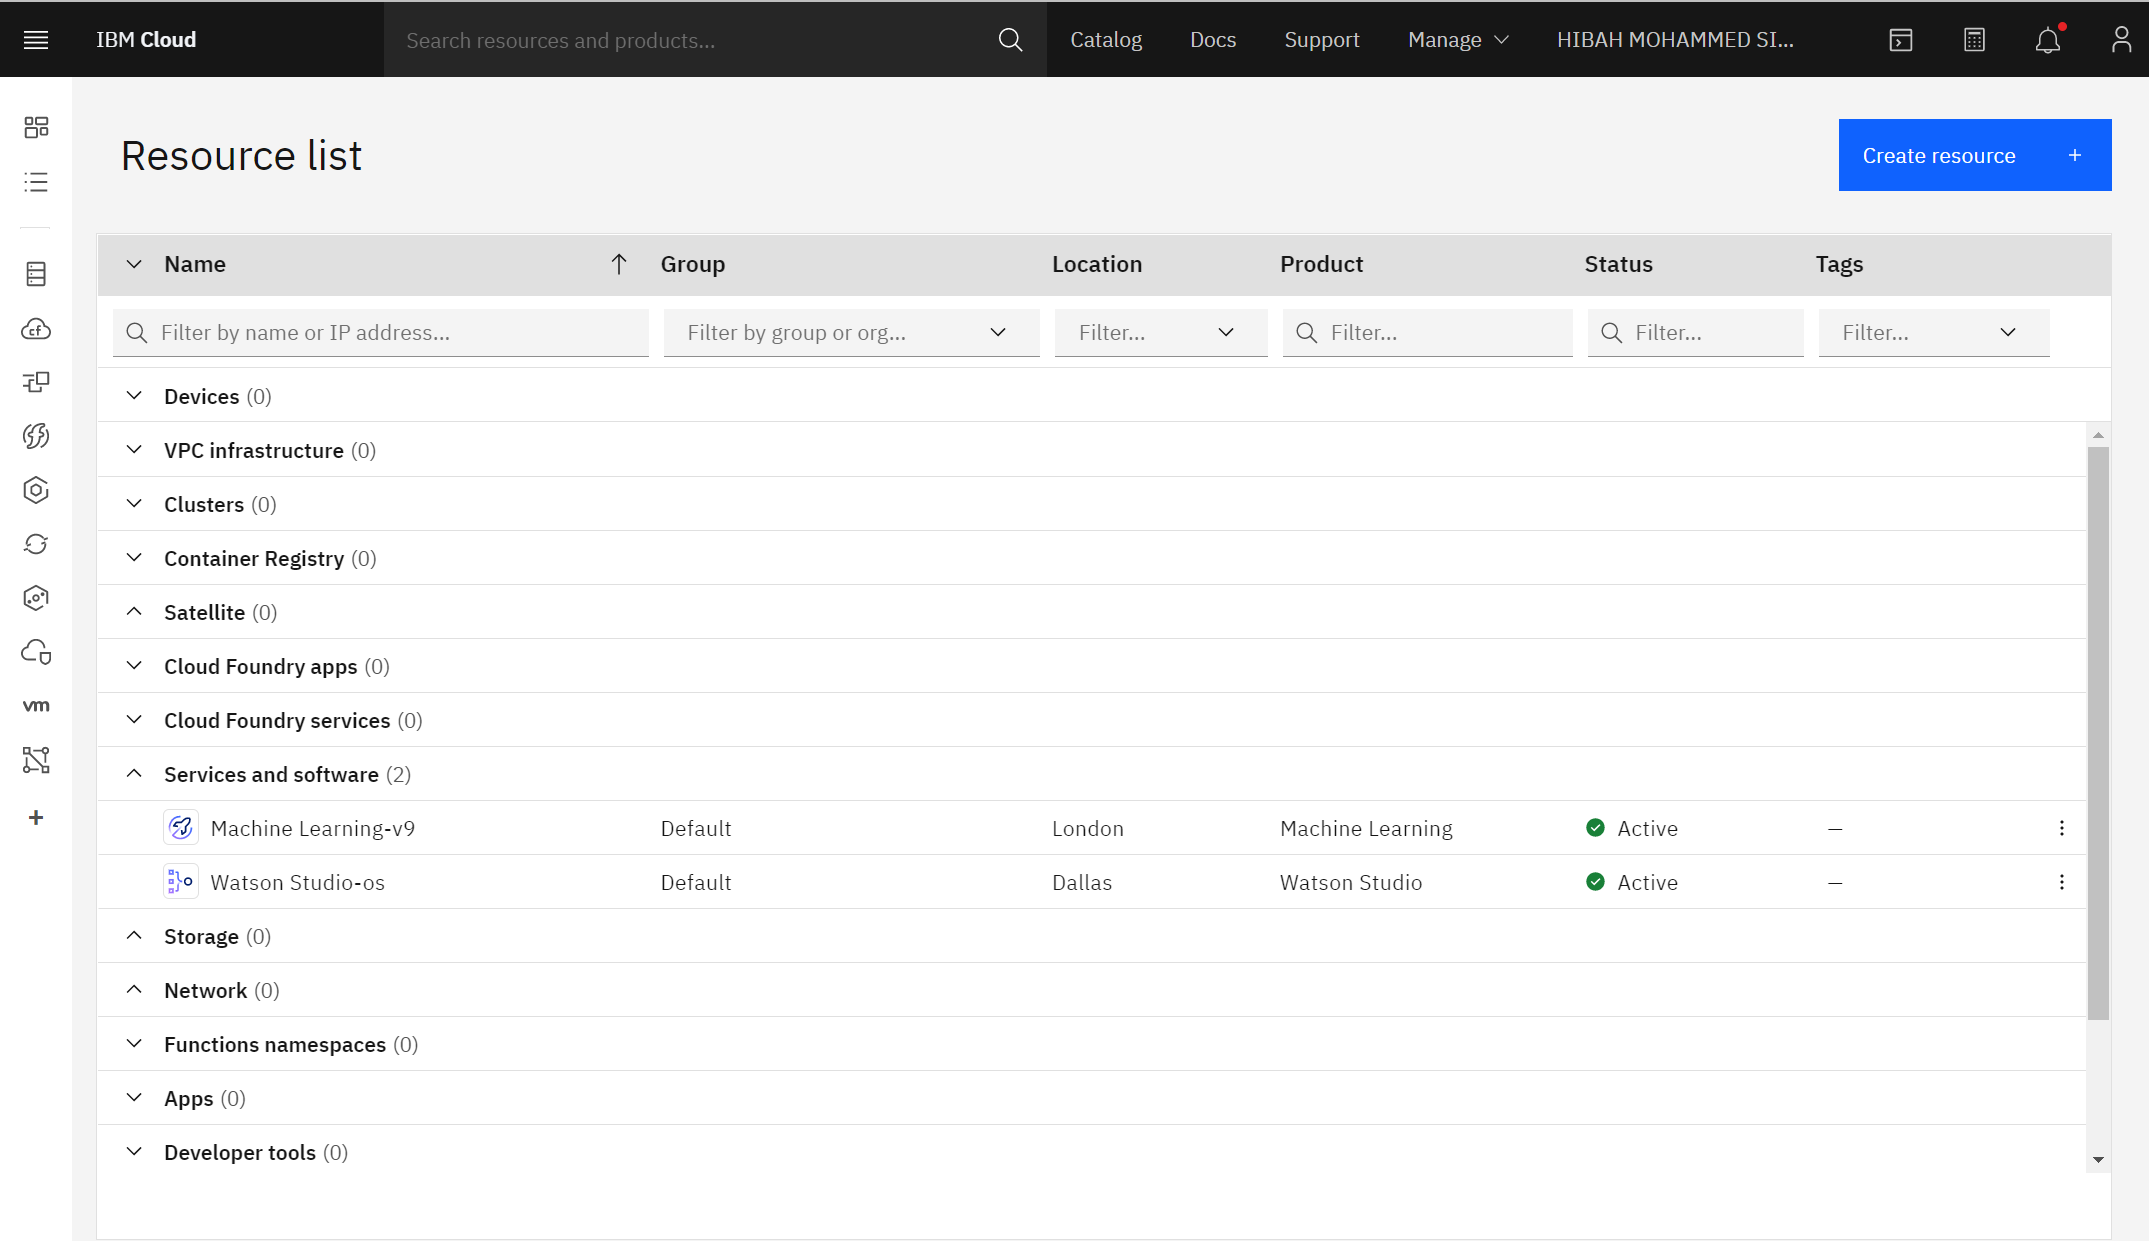 IBM Cloud Search resources and products... Catalog Docs Support Manage HIBAH MOHAMMED SI...
Resource list
Create resource +
Name Group Location Product Status Tags
Filter by name or IP address... Filter by group or org... Filter... Filter... Filter... Filter...
Devices (0)
VPC infrastructure (0)
Clusters (0)
Container Registry (0)
Satellite (0)
Cloud Foundry apps (0)
Cloud Foundry services (0)
Services and software (2)
Machine Learning-v9 Default London Machine Learning Active —
Watson Studio-os Default Dallas Watson Studio Active —
Storage (0)
Network (0)
Functions namespaces (0)
Apps (0)
Developer tools (0)
cf
vm
+